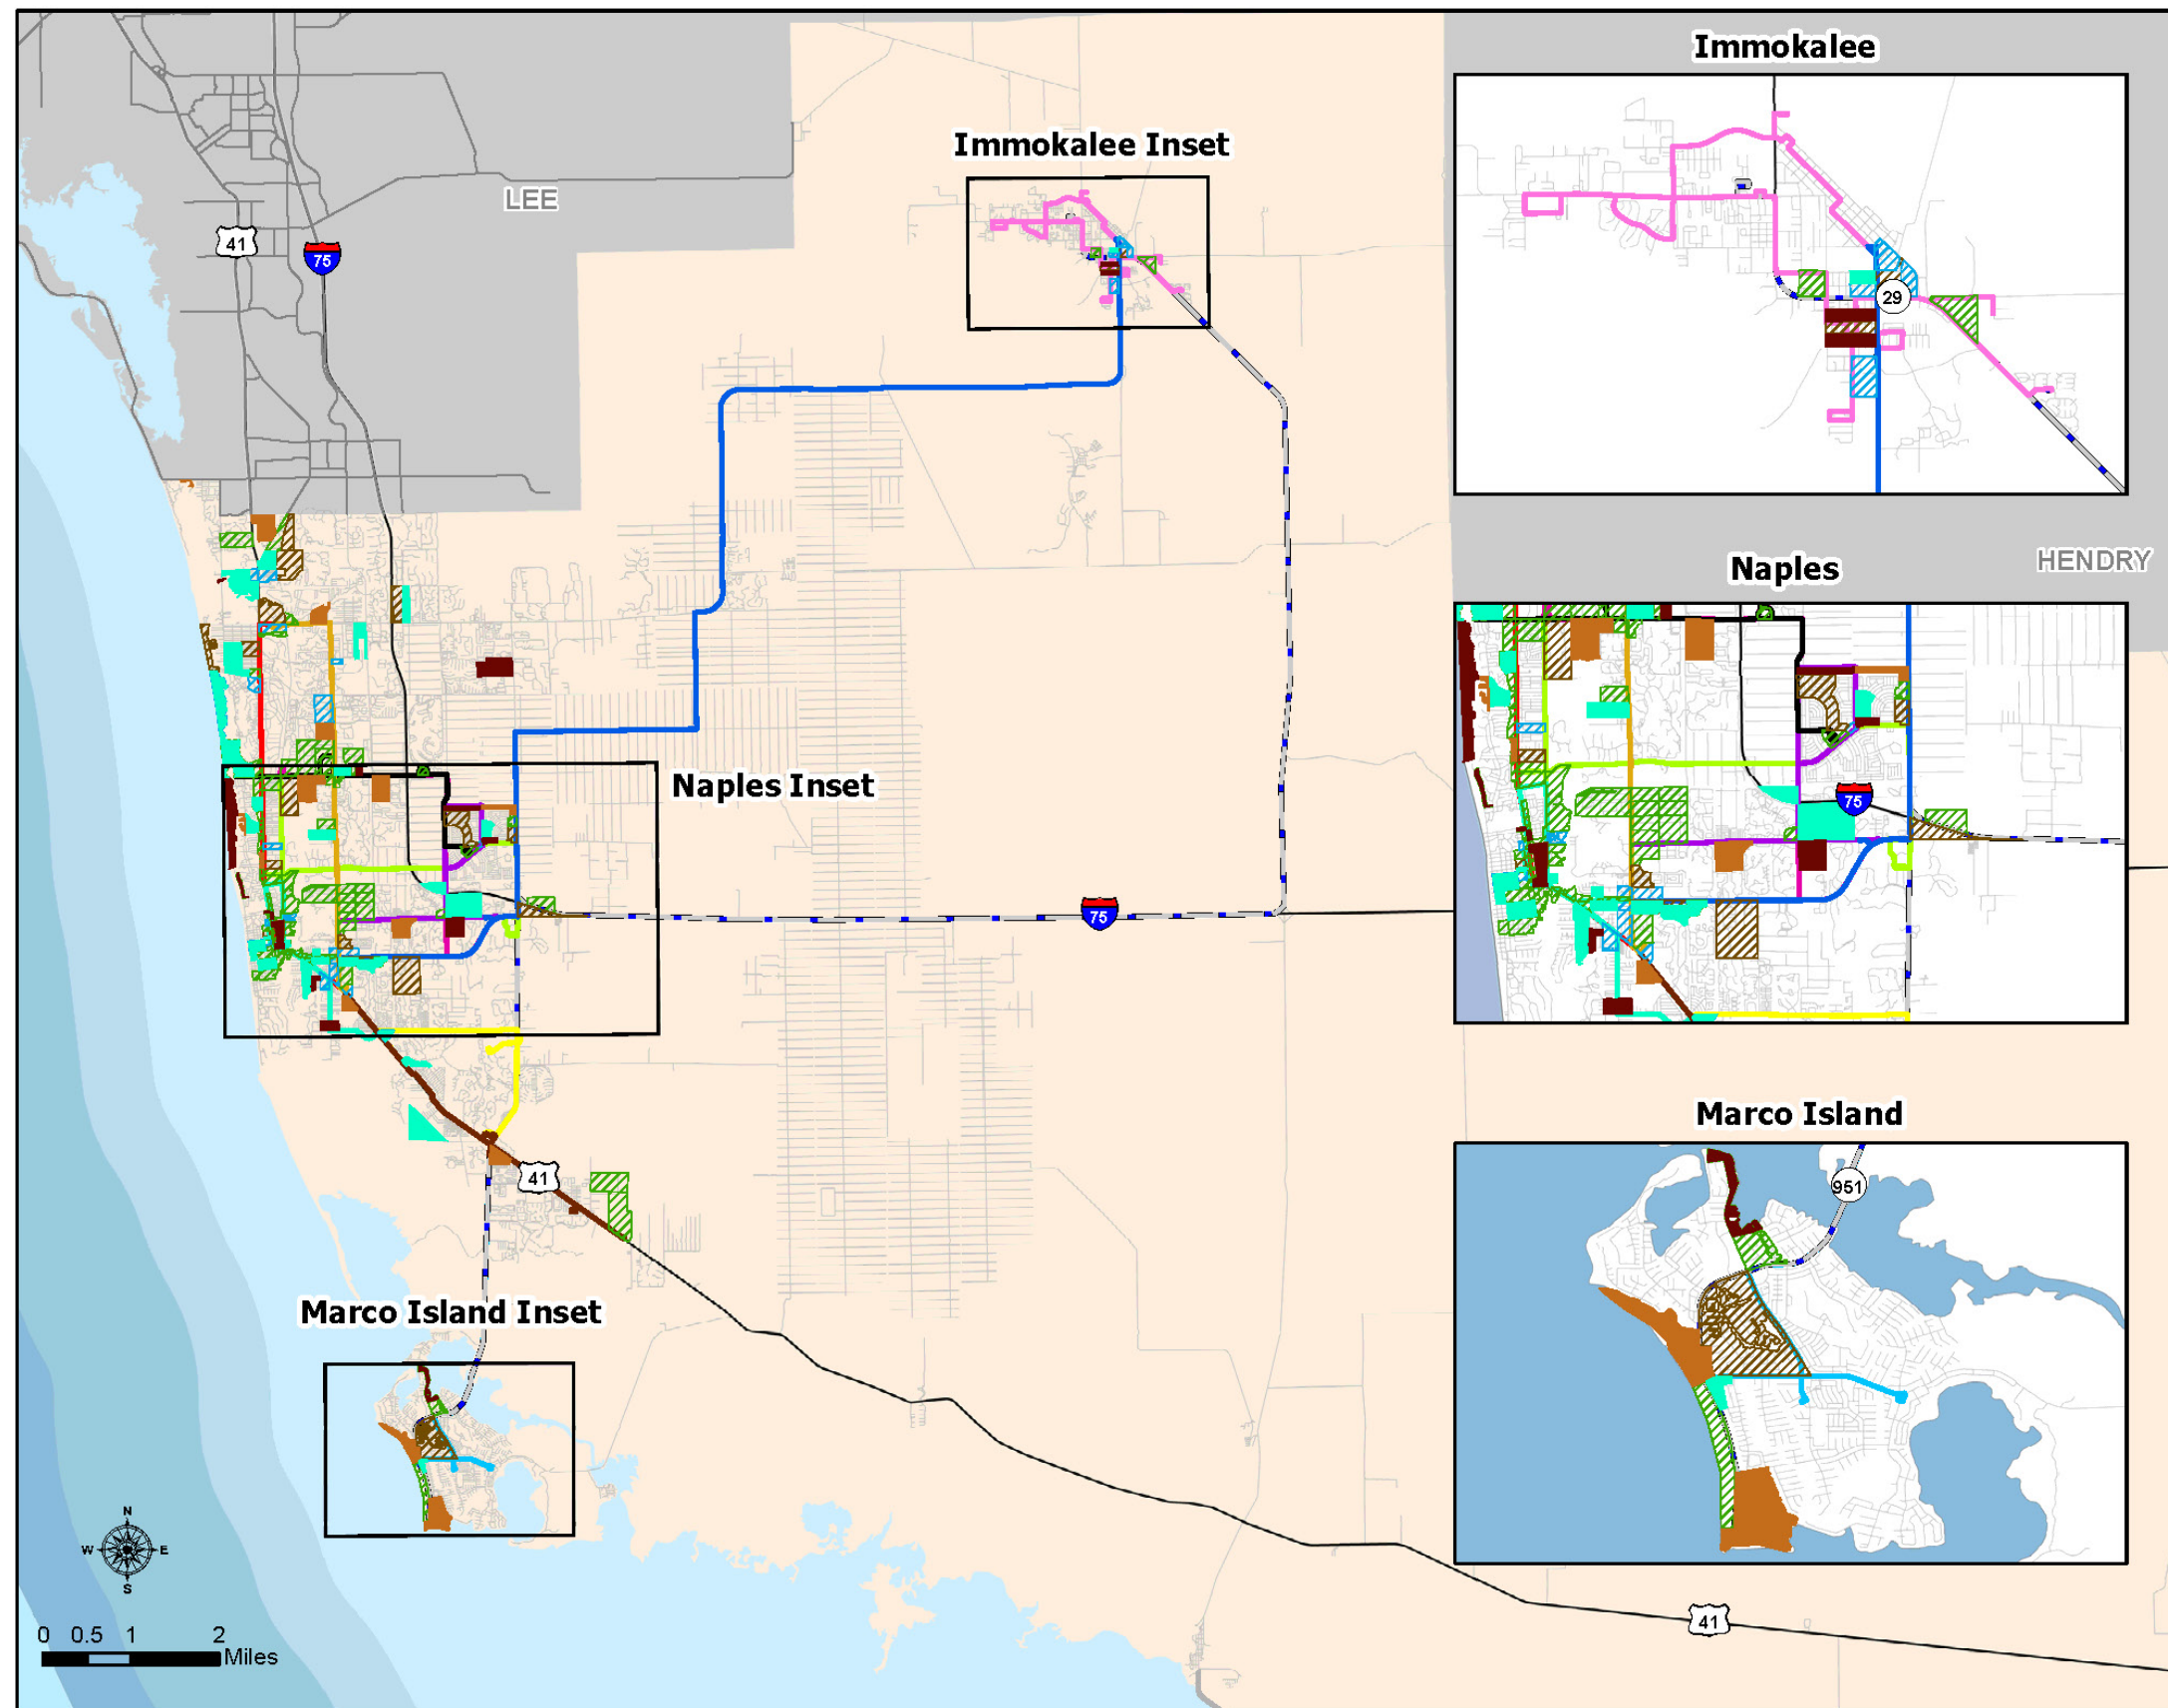 Immokalee
29
Immokalee Inset
LEE
41
75
HENDRY
Naples
75
Naples Inset
75
Marco Island
951
41
Marco Island Inset
N
W E
S
0 0.5 1 2
Miles
41